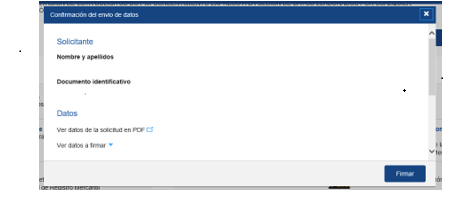 Confirmación del envío de datos
Solicitante
Nombre y apellidos
Documento identificativo
Datos
Ver datos de la solicitud en PDF
Ver datos a firmar
Firmar
de Registro Mercantil